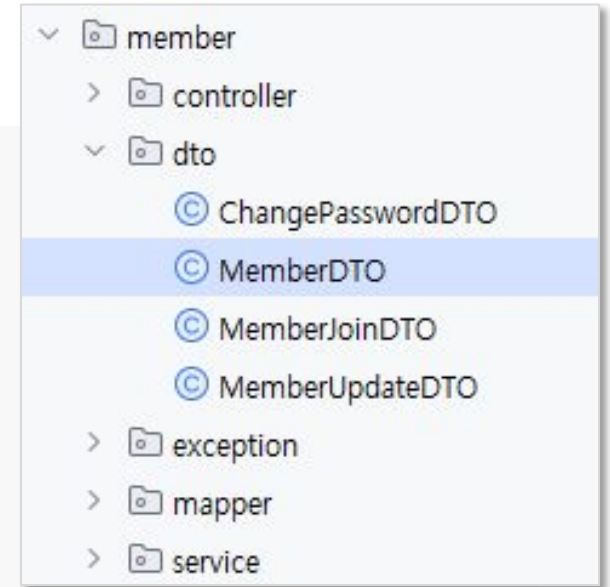 member
controller
dto
ChangePasswordDTO
MemberDTO
MemberJoinDTO
MemberUpdateDTO
exception
mapper
service